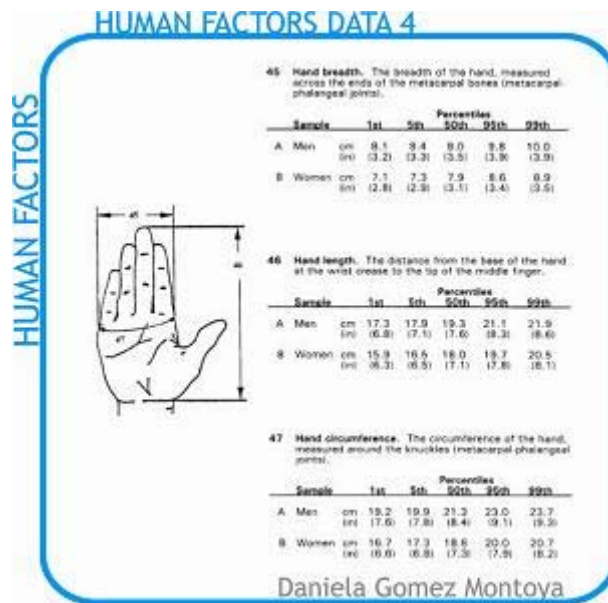 HUMAN FACTORS DATA 4
HUMAN FACTORS
45 Hand breadth. The breadth of the hand, measured
across the ends of the metacarpal bones (metacarpal-
phalangeal joints).
Percentiles
Sample 1st 5th 50th 95th 99th
A Men cm 8.1 8.4 9.0 9.8 10.0
(in) (3.2) (3.3) (3.5) (3.9) (3.9)
B Women cm 7.1 7.3 7.9 8.6 8.9
(in) (2.8) (2.9) (3.1) (3.4) (3.5)
45
46
47
46 Hand length. The distance from the base of the hand
at the wrist crease to the tip of the middle finger.
Percentiles
Sample 1st 5th 50th 95th 99th
A Men cm 17.3 17.9 19.3 21.1 21.9
(in) (6.8) (7.1) (7.6) (8.3) (8.6)
B Women cm 15.9 16.5 18.0 19.7 20.5
(in) (6.3) (6.5) (7.1) (7.8) (8.1)
47 Hand circumference. The circumference of the hand,
measured around the knuckles (metacarpal-phalangeal
joints).
Percentiles
Sample 1st 5th 50th 95th 99th
A Men cm 19.2 19.9 21.3 23.0 23.7
(in) (7.6) (7.8) (8.4) (9.1) (9.3)
B Women cm 16.7 17.3 18.6 20.0 20.7
(in) (6.6) (6.8) (7.3) (7.9) (8.2)
Daniela Gomez Montoya